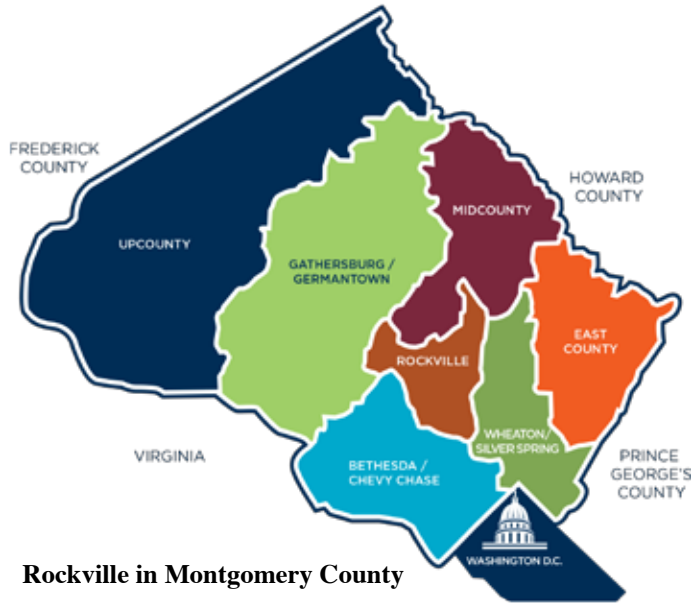 FREDERICK
COUNTY
HOWARD
COUNTY
MIDCOUNTY
UPCOUNTY
GATHERSBURG /
GERMANTOWN
EAST
COUNTY
ROCKVILLE
WHEATON/
SILVER SPRING
VIRGINIA
BETHESDA /
CHEVY CHASE
PRINCE
GEORGE'S
COUNTY
WASHINGTON D.C.
Rockville in Montgomery County